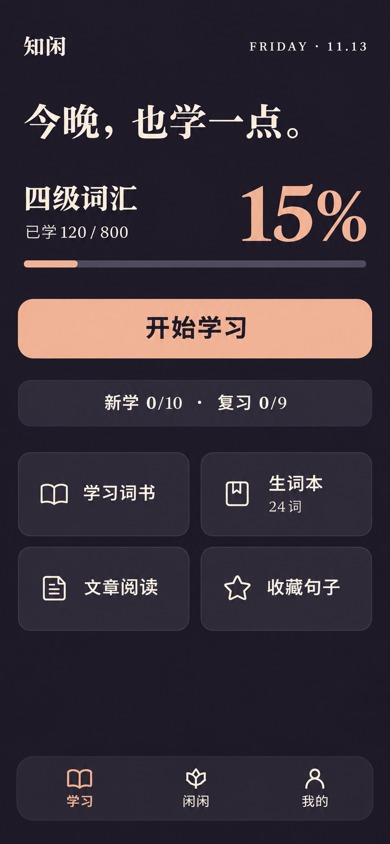 知闲
FRIDAY · 11.13
今晚，也学一点。
四级词汇
已学 120 / 800
15%
开始学习
新学 0/10 · 复习 0/9
学习词书
生词本
24 词
文章阅读
收藏句子
学习
闲闲
我的